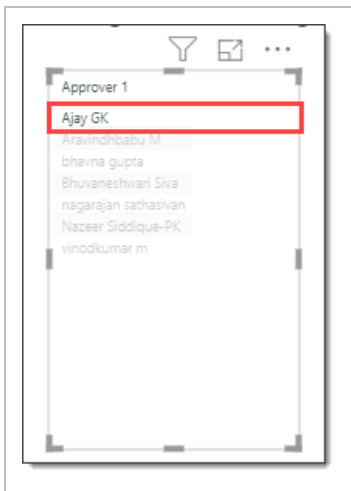 Approver 1
Ajay GK
Aravindhbabu M
bhavna gupta
Bhuvaneshwari Siva
nagarajan sathasivan
Nazeer Siddique-PK
vinodkumar m